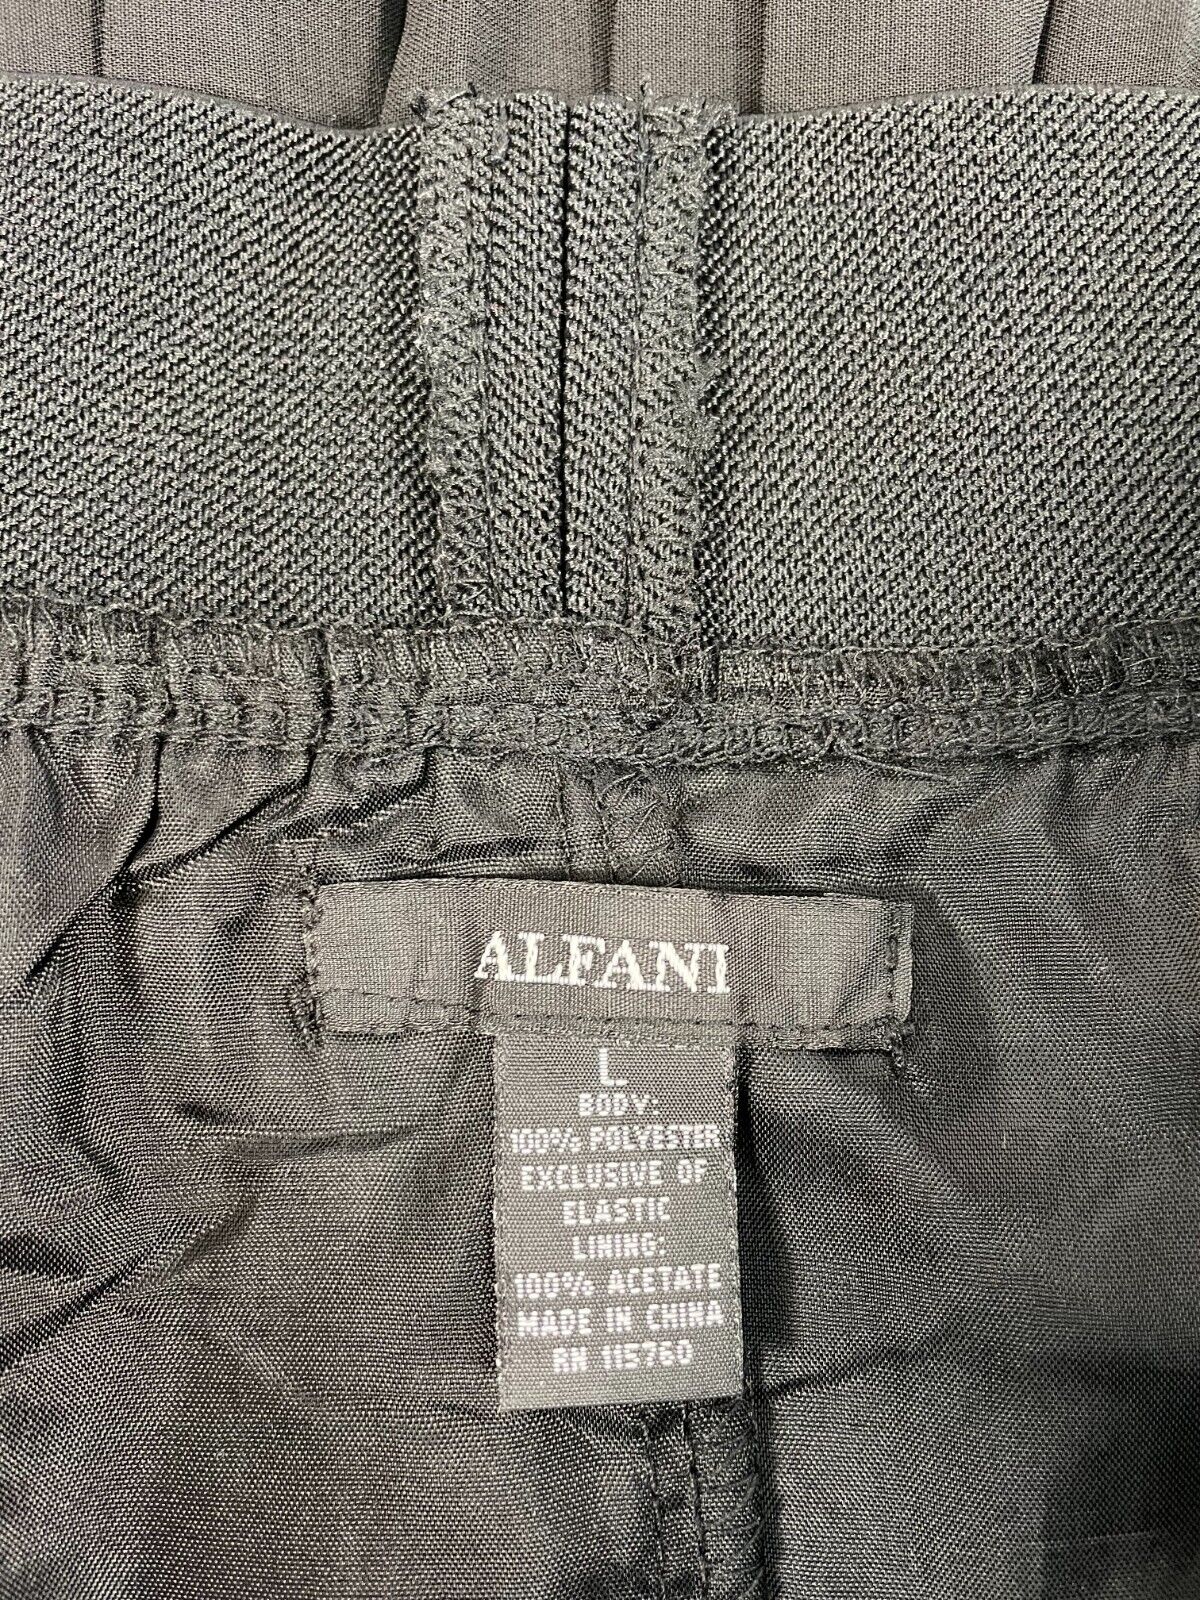 ALFANI
L
BODY:
100% POLYESTER
EXCLUSIVE OF
ELASTIC
LINING:
100% ACETATE
MADE IN CHINA
RN 115760